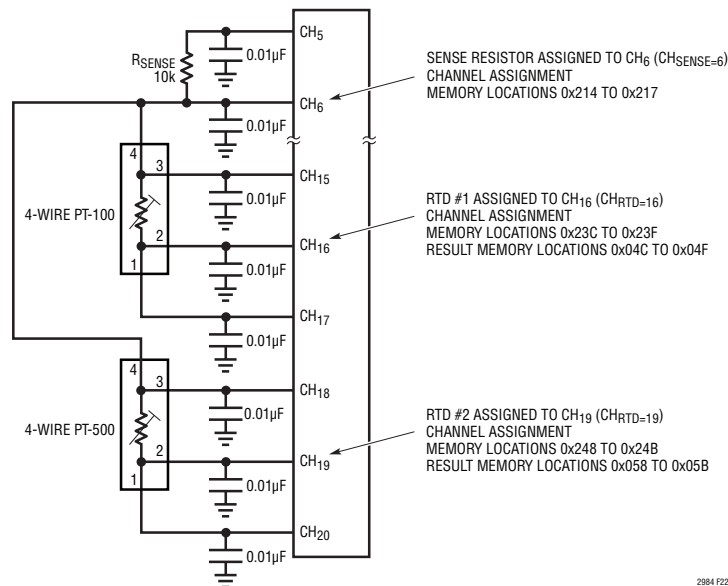 CH5
0.01µF
RSENSE
10k
CH6
0.01µF
SENSE RESISTOR ASSIGNED TO CH6 (CHSENSE=6)
CHANNEL ASSIGNMENT
MEMORY LOCATIONS 0x214 TO 0x217
4
3
CH15
0.01µF
4-WIRE PT-100
2
CH16
0.01µF
1
RTD #1 ASSIGNED TO CH16 (CHRTD=16)
CHANNEL ASSIGNMENT
MEMORY LOCATIONS 0x23C TO 0x23F
RESULT MEMORY LOCATIONS 0x04C TO 0x04F
CH17
0.01µF
4
3
CH18
0.01µF
4-WIRE PT-500
2
CH19
0.01µF
1
RTD #2 ASSIGNED TO CH19 (CHRTD=19)
CHANNEL ASSIGNMENT
MEMORY LOCATIONS 0x248 TO 0x24B
RESULT MEMORY LOCATIONS 0x058 TO 0x05B
CH20
0.01µF
2984 F22